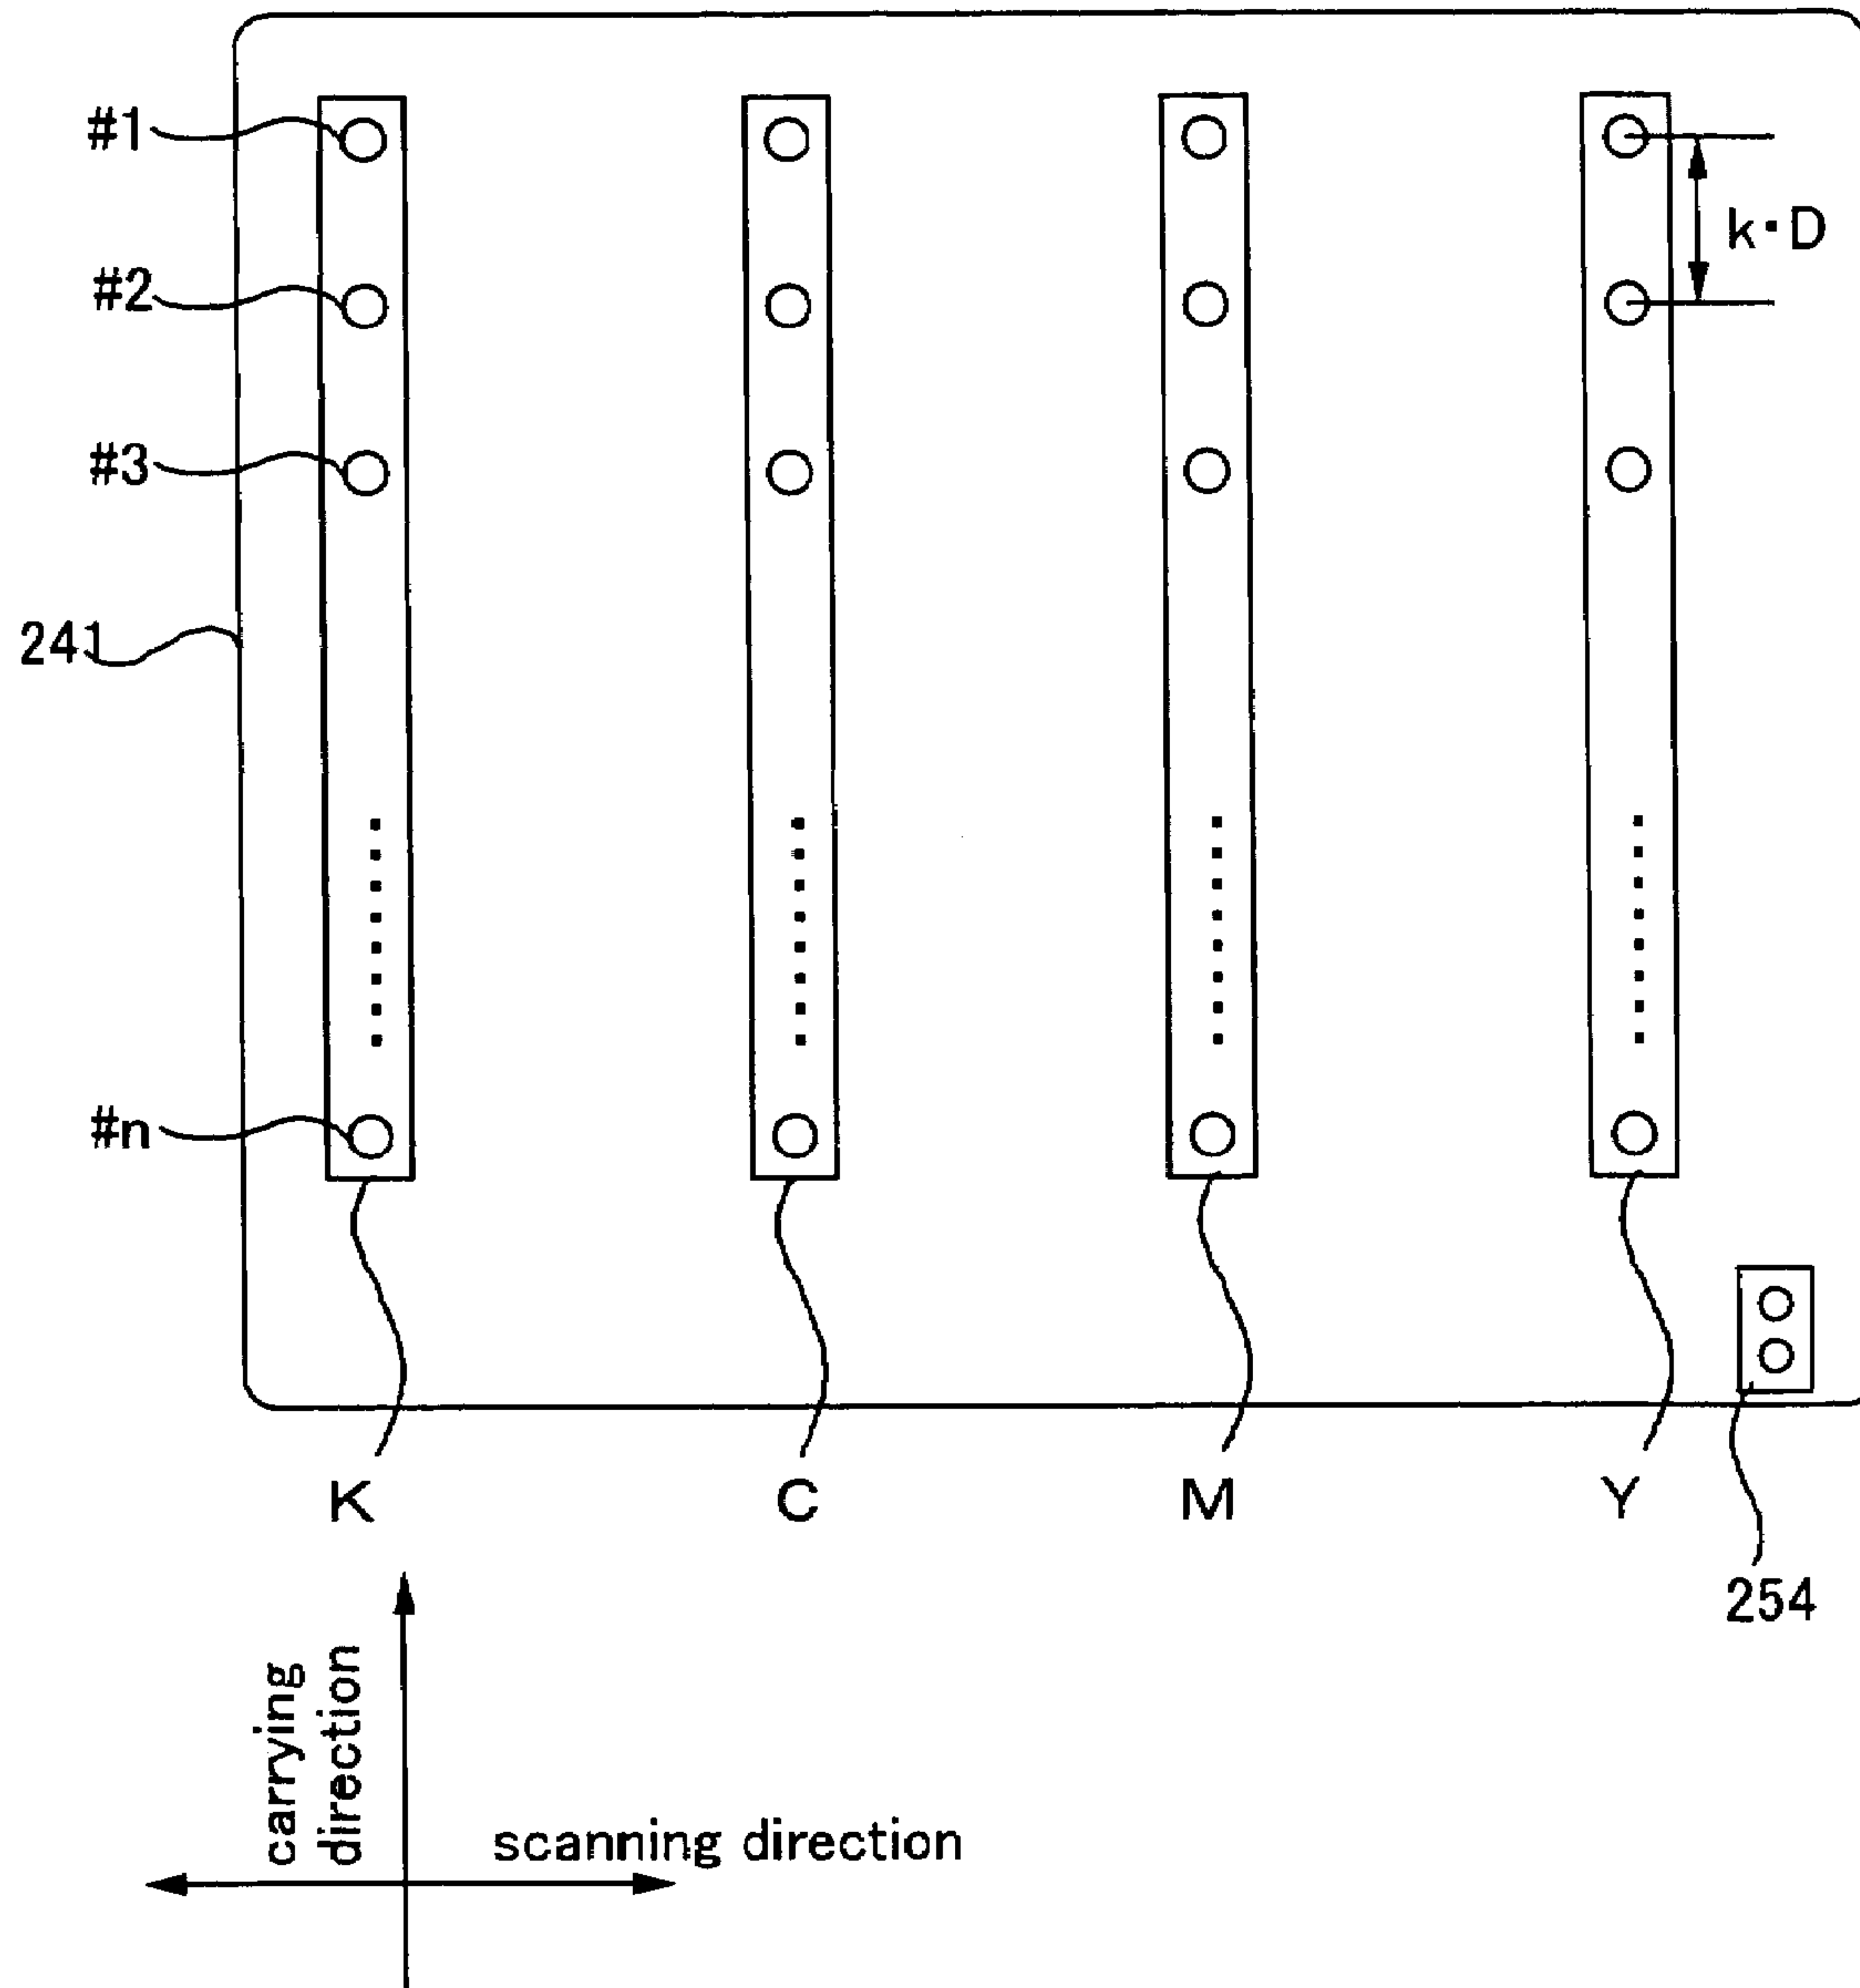 #1
k·D
#2
#3
241
#n
K
C
M
Y
254
carrying
direction
scanning direction